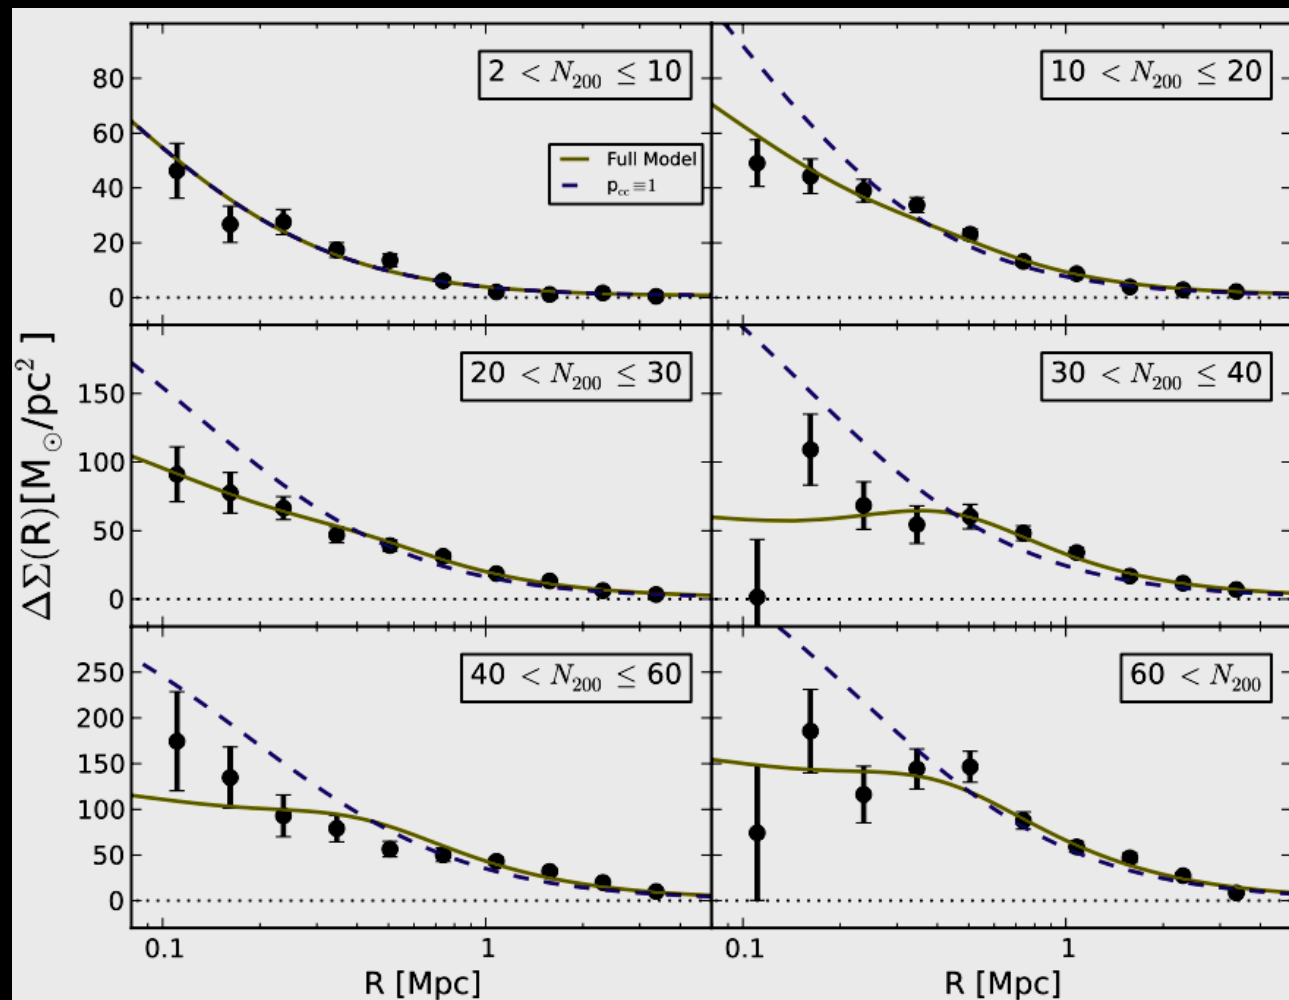 2 < N₂₀₀ ≤ 10
10 < N₂₀₀ ≤ 20
80
60
40
20
0
Full Model
p_cc ≡ 1
20 < N₂₀₀ ≤ 30
30 < N₂₀₀ ≤ 40
150
100
50
0
ΔΣ(R)[M_⊙/pc²]
40 < N₂₀₀ ≤ 60
60 < N₂₀₀
250
200
150
100
50
0
0.1 1 0.1 1
R [Mpc] R [Mpc]